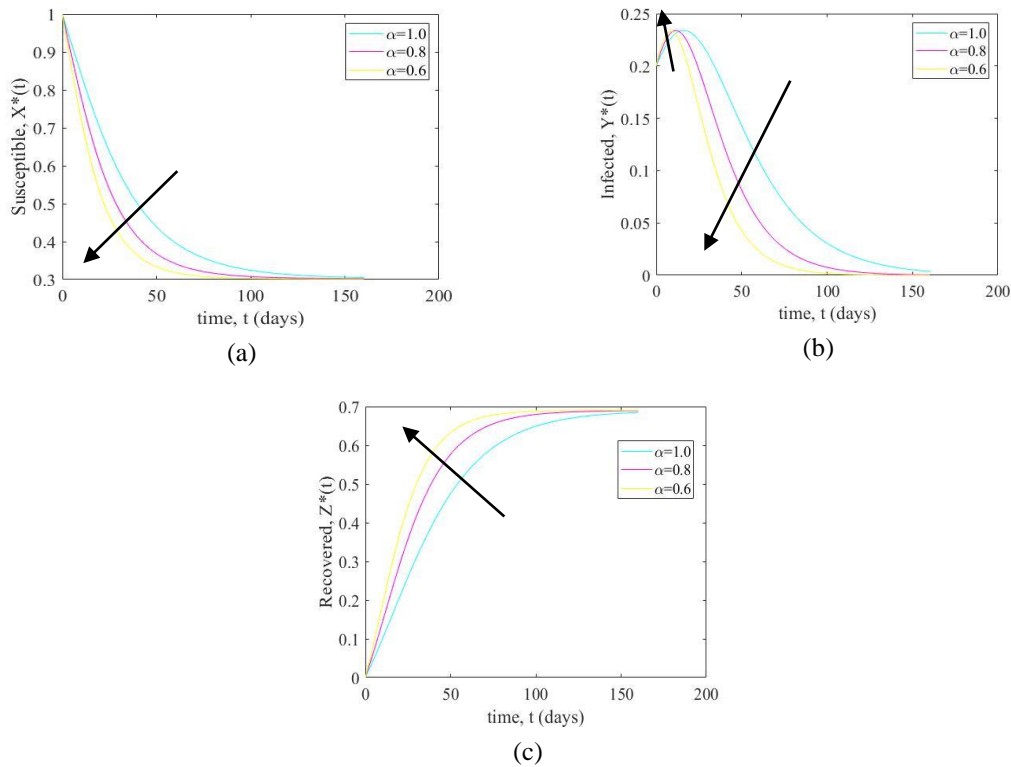 1
0.9
0.8
0.7
0.6
0.5
0.4
0.3
Susceptible, X*(t)
α=1.0
α=0.8
α=0.6
0 50 100 150 200
time, t (days)
(a)
0.25
0.2
0.15
0.1
0.05
0
Infected, Y*(t)
α=1.0
α=0.8
α=0.6
0 50 100 150 200
time, t (days)
(b)
0.7
0.6
0.5
0.4
0.3
0.2
0.1
0
Recovered, Z*(t)
α=1.0
α=0.8
α=0.6
0 50 100 150 200
time, t (days)
(c)